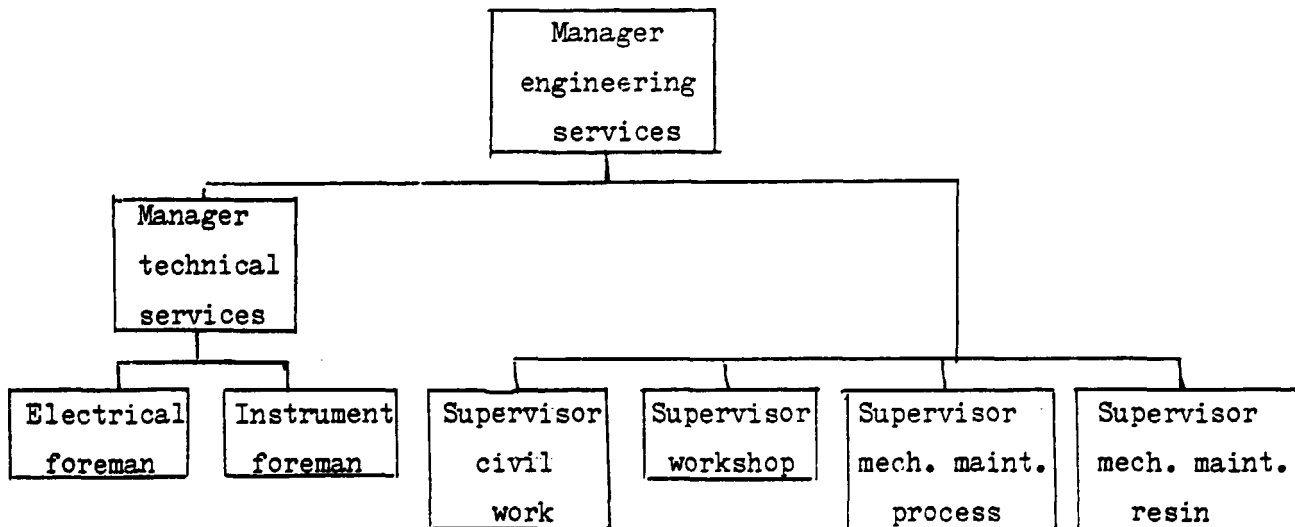 Manager
engineering
services
Manager
technical
services
Electrical
foreman
Instrument
foreman
Supervisor
civil
work
Supervisor
workshop
Supervisor
mech. maint.
process
Supervisor
mech. maint.
resin